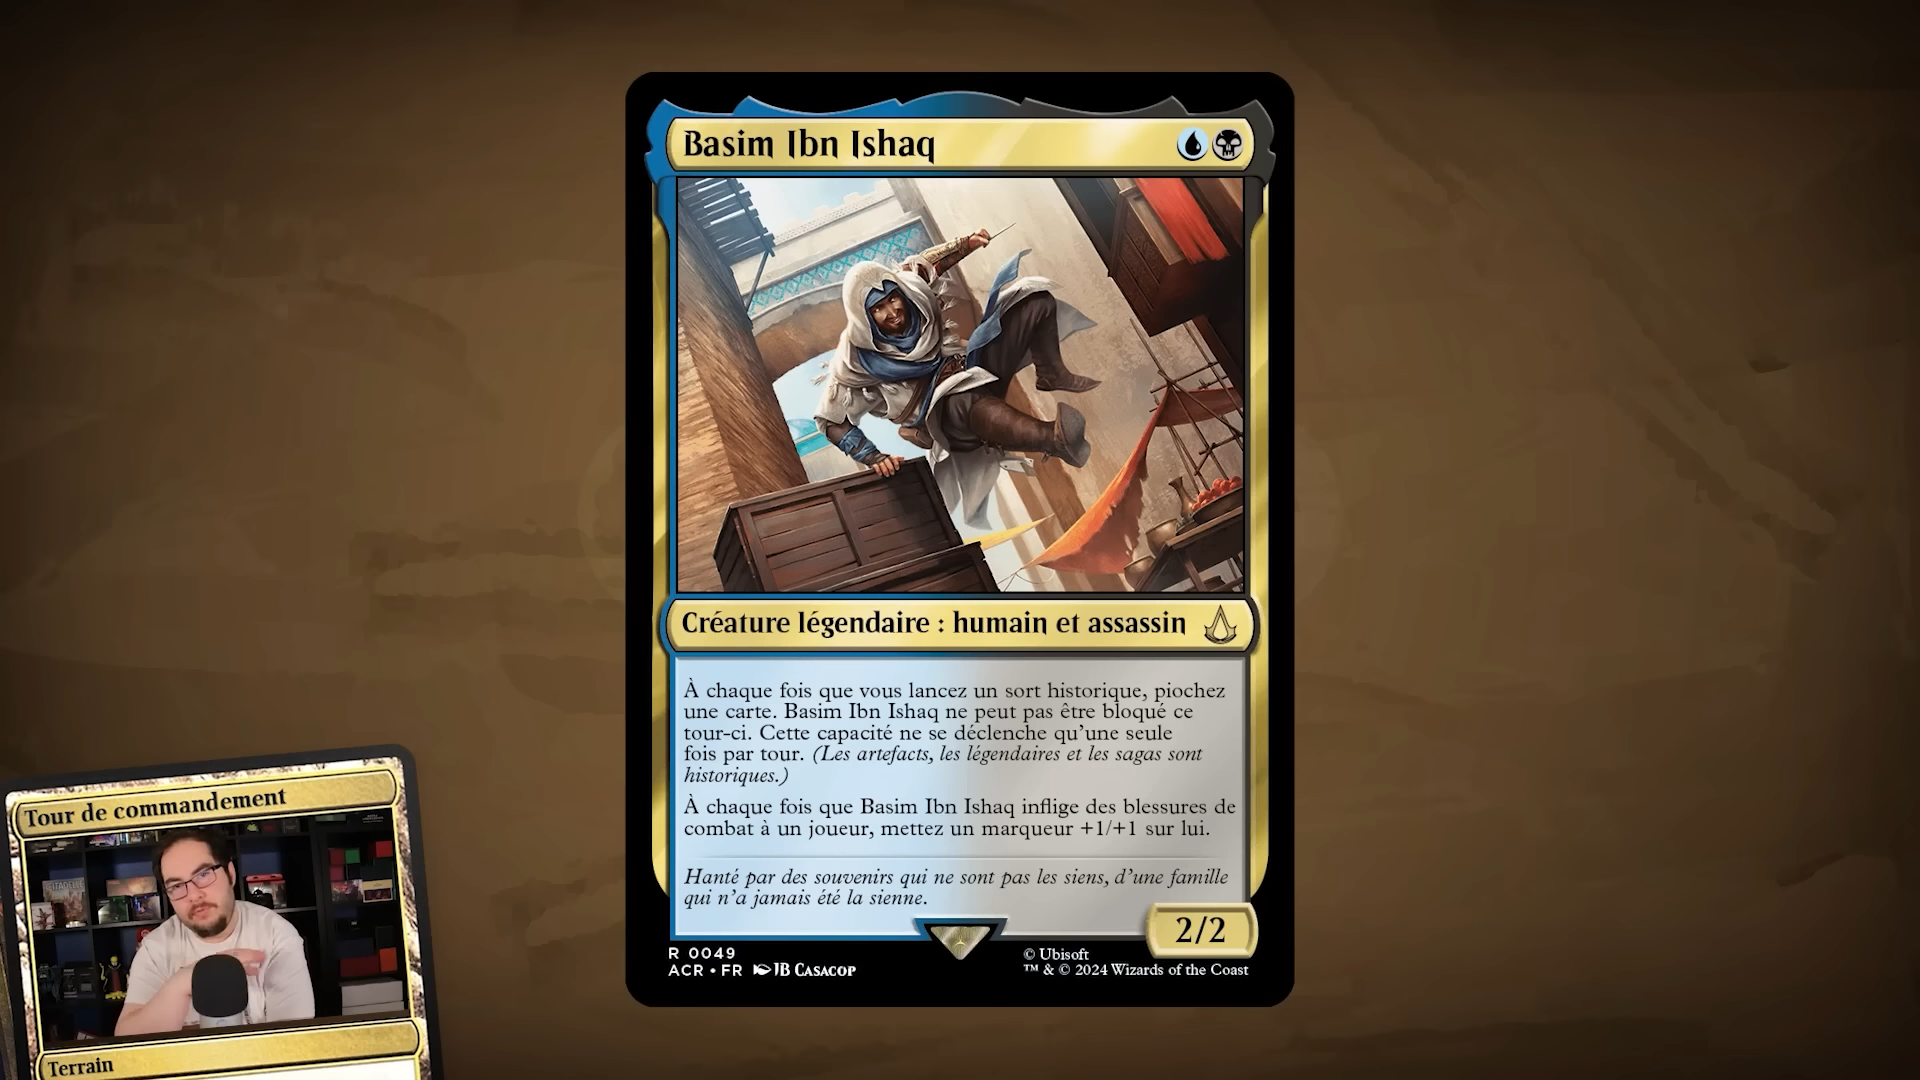 Basim Ibn Ishaq
Créature légendaire : humain et assassin
À chaque fois que vous lancez un sort historique, piochez
une carte. Basim Ibn Ishaq ne peut pas être bloqué ce
tour-ci. Cette capacité ne se déclenche qu'une seule
fois par tour. (Les artefacts, les légendaires et les sagas sont
historiques.)
À chaque fois que Basim Ibn Ishaq inflige des blessures de
combat à un joueur, mettez un marqueur +1/+1 sur lui.
Hanté par des souvenirs qui ne sont pas les siens, d'une famille
qui n'a jamais été la sienne.
2/2
R 0049
ACR • FR JB Casacop
© Ubisoft
™ & © 2024 Wizards of the Coast
Tour de commandement
CITADELLES
Terrain